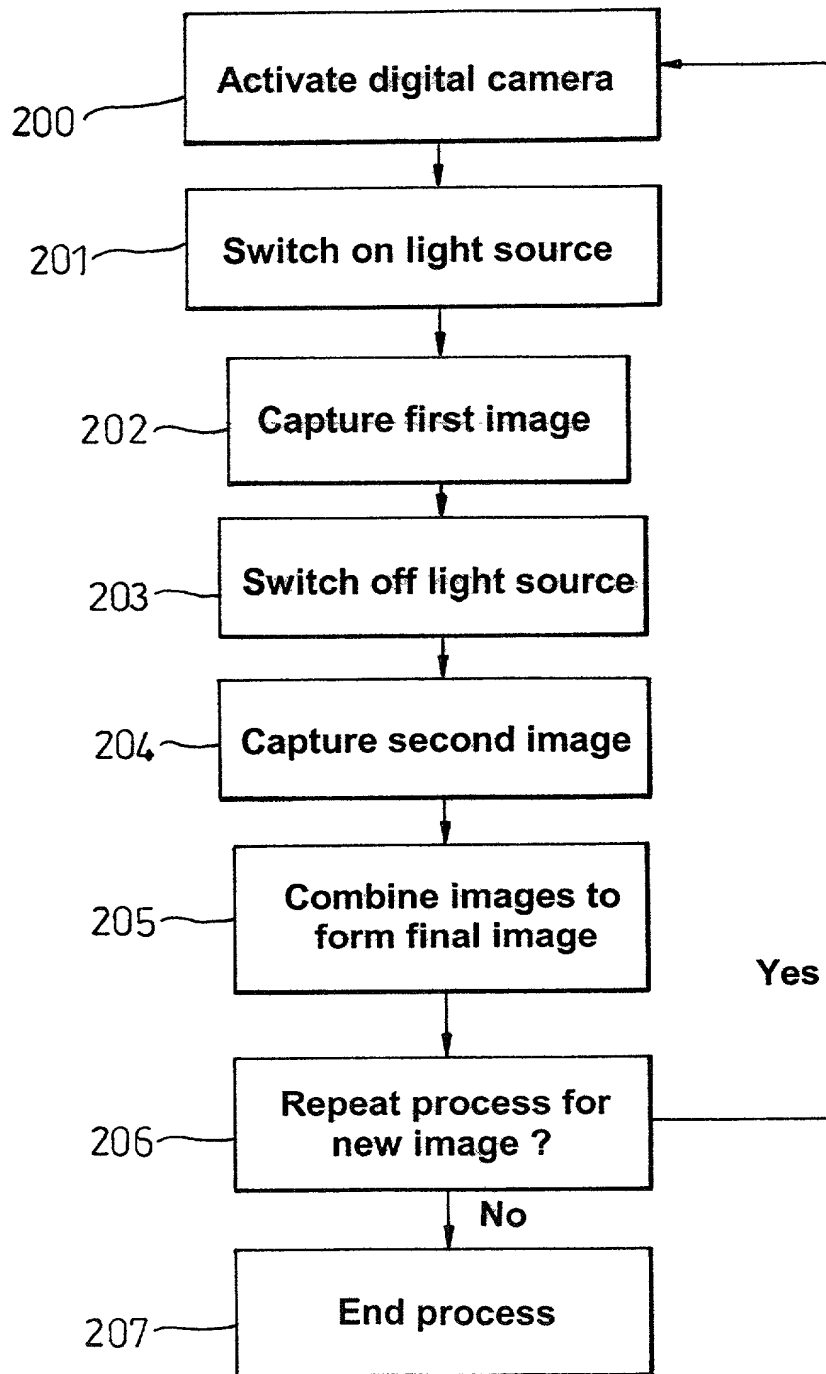 200
Activate digital camera
201
Switch on light source
202
Capture first image
203
Switch off light source
204
Capture second image
205
Combine images to
form final image
Yes
206
Repeat process for
new image ?
No
207
End process